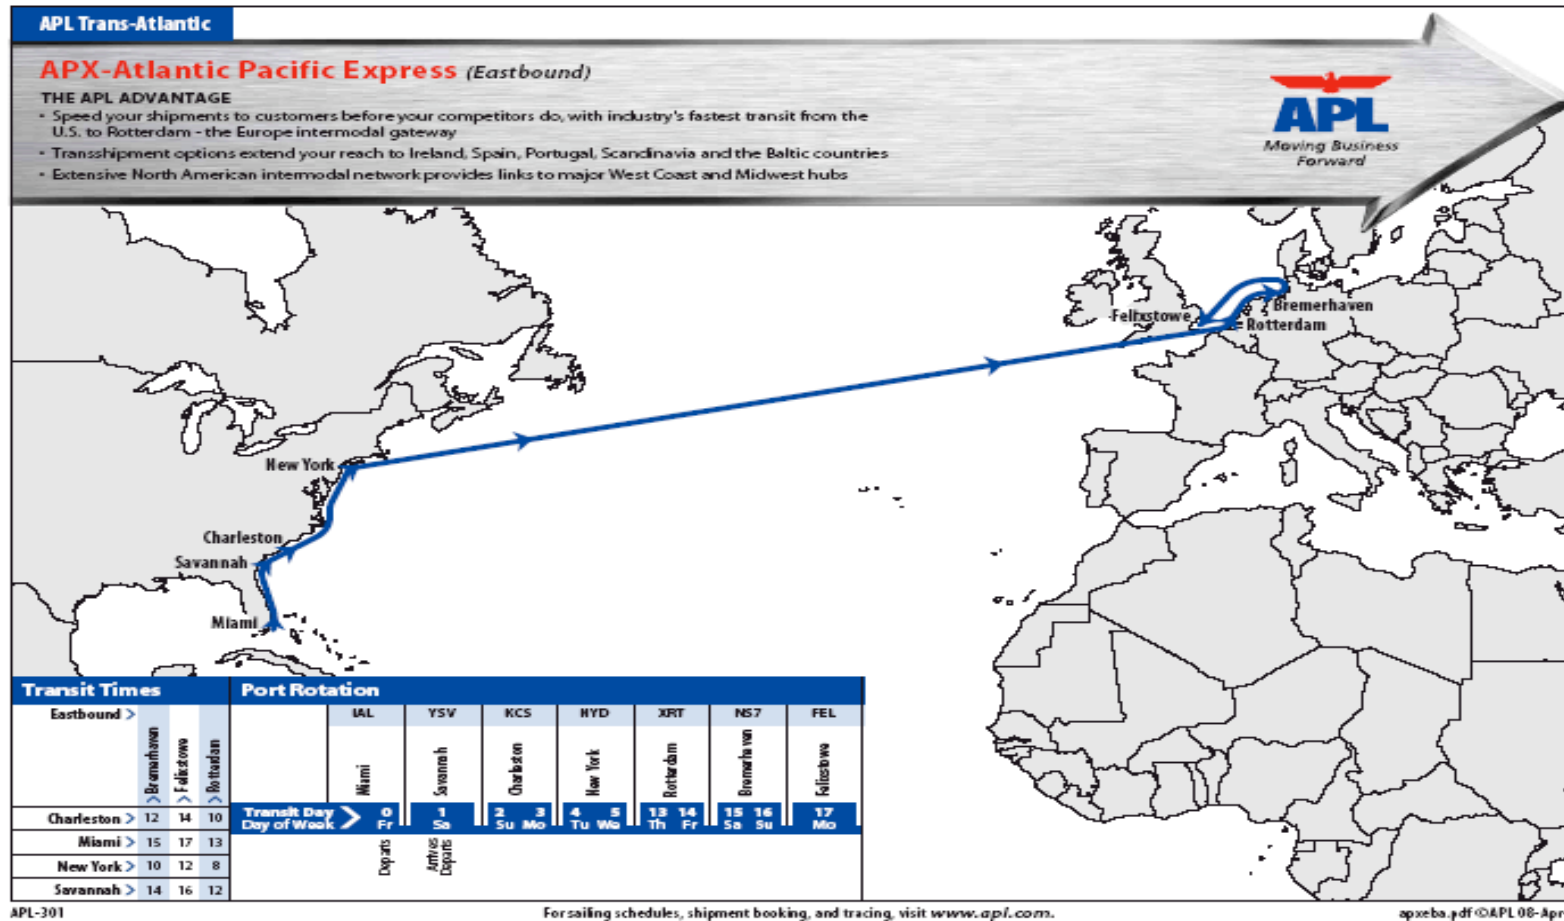 APL Trans-Atlantic
APX-Atlantic Pacific Express (Eastbound)
THE APL ADVANTAGE
• Speed your shipments to customers before your competitors do, with industry's fastest transit from the
U.S. to Rotterdam - the Europe intermodal gateway
• Transshipment options extend your reach to Ireland, Spain, Portugal, Scandinavia and the Baltic countries
• Extensive North American intermodal network provides links to major West Coast and Midwest hubs
APL
Moving Business
Forward
Bremerhaven
Felixstowe
Rotterdam
New York
Charleston
Savannah
Miami
Transit Times
Eastbound >
> Bremerhaven
> Felixstowe
> Rotterdam
Charleston > 12 14 10
Miami > 15 17 13
New York > 10 12 8
Savannah > 14 16 12
Port Rotation
IAL YSV KCS NYD XRT NS7 FEL
Miami Savannah Charleston New York Rotterdam Bremerhaven Felixstowe
Transit Day > 0 1 2 3 4 5 13 14 15 16 17
Day of Week Fr Sa Su Mo Tu We Th Fr Sa Su Mo
Departs
Arrives
Departs
APL-301
For sailing schedules, shipment booking, and tracing, visit www.apl.com.
apxeba.pdf ©APL 08-Apr